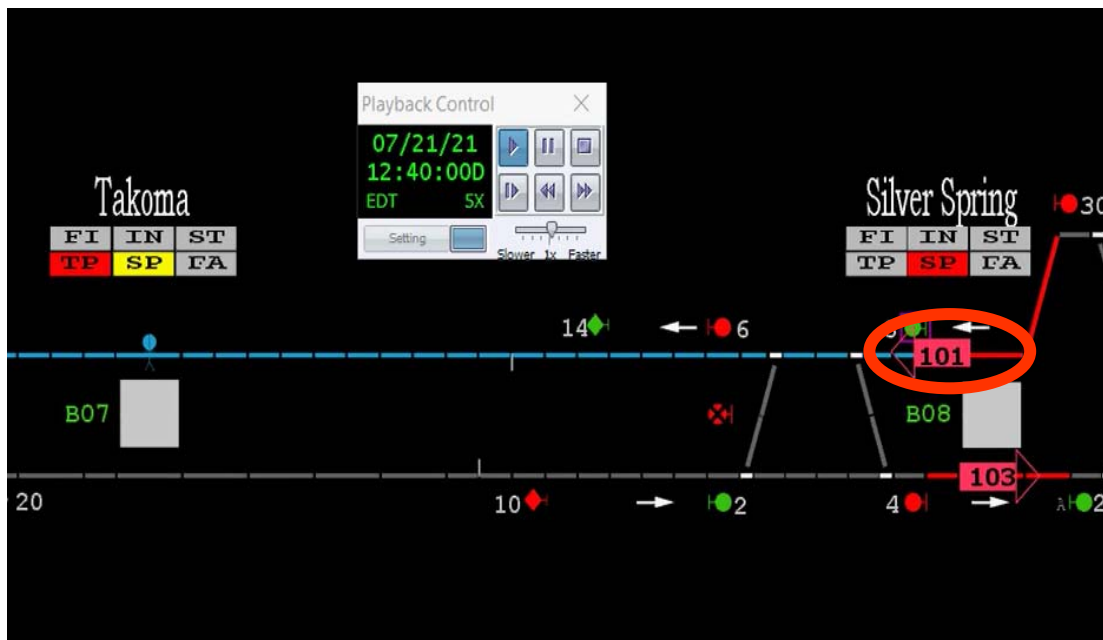 Playback Control
07/21/21
12:40:00D
EDT 5X
Setting
Slower 1x Faster
Takoma
FI IN ST
TP SP FA
Silver Spring
FI IN ST
TP SP FA
30
14
6
101
B07
B08
103
20
10
2
4
A 2